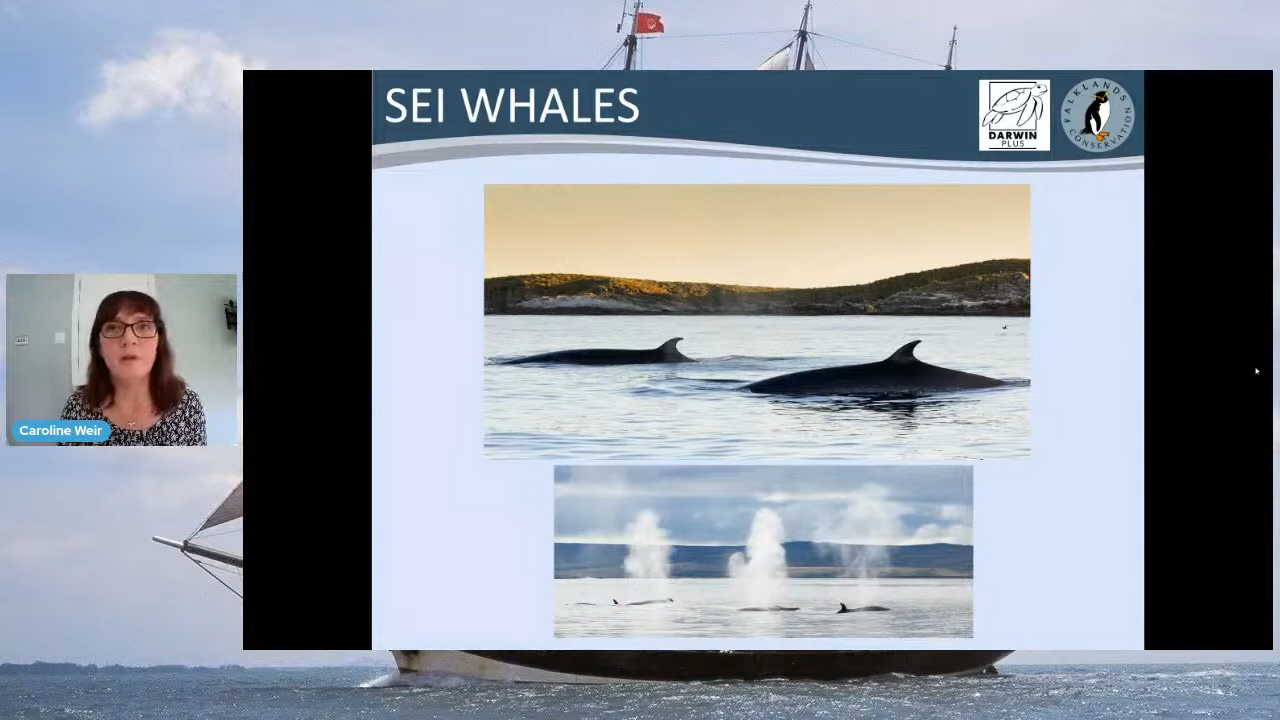 SEI WHALES
DARWIN
PLUS
FALKLANDS
CONSERVATION
Caroline Weir